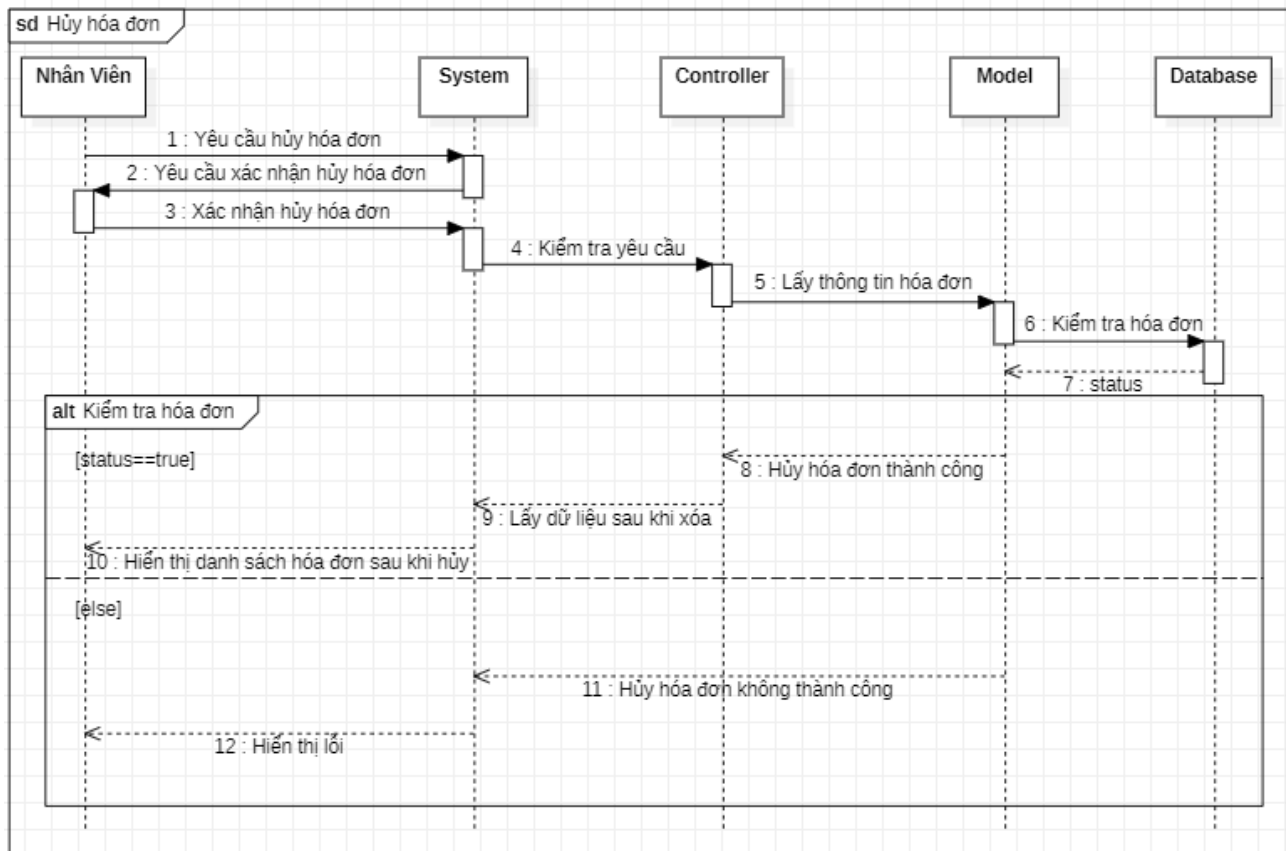 sd Hủy hóa đơn
Nhân Viên
System
Controller
Model
Database
1 : Yêu cầu hủy hóa đơn
2 : Yêu cầu xác nhận hủy hóa đơn
3 : Xác nhận hủy hóa đơn
4 : Kiểm tra yêu cầu
5 : Lấy thông tin hóa đơn
6 : Kiểm tra hóa đơn
7 : status
alt Kiểm tra hóa đơn
[status==true]
8 : Hủy hóa đơn thành công
9 : Lấy dữ liệu sau khi xóa
10 : Hiển thị danh sách hóa đơn sau khi hủy
[else]
11 : Hủy hóa đơn không thành công
12 : Hiển thị lỗi